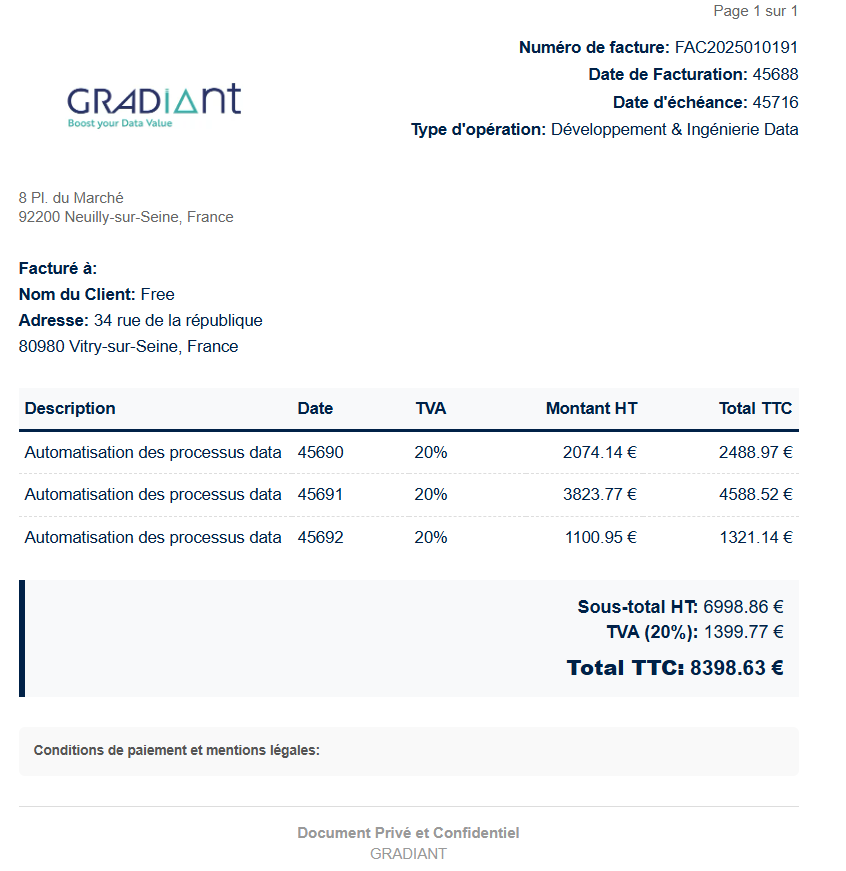 Page 1 sur 1
Numéro de facture: FAC2025010191
Date de Facturation: 45688
Date d'échéance: 45716
Type d'opération: Développement & Ingénierie Data
GRADIANT
Boost your Data Value
8 Pl. du Marché
92200 Neuilly-sur-Seine, France
Facturé à:
Nom du Client: Free
Adresse: 34 rue de la république
80980 Vitry-sur-Seine, France
Description Date TVA Montant HT Total TTC
Automatisation des processus data 45690 20% 2074.14 € 2488.97 €
Automatisation des processus data 45691 20% 3823.77 € 4588.52 €
Automatisation des processus data 45692 20% 1100.95 € 1321.14 €
Sous-total HT: 6998.86 €
TVA (20%): 1399.77 €
Total TTC: 8398.63 €
Conditions de paiement et mentions légales:
Document Privé et Confidentiel
GRADIANT